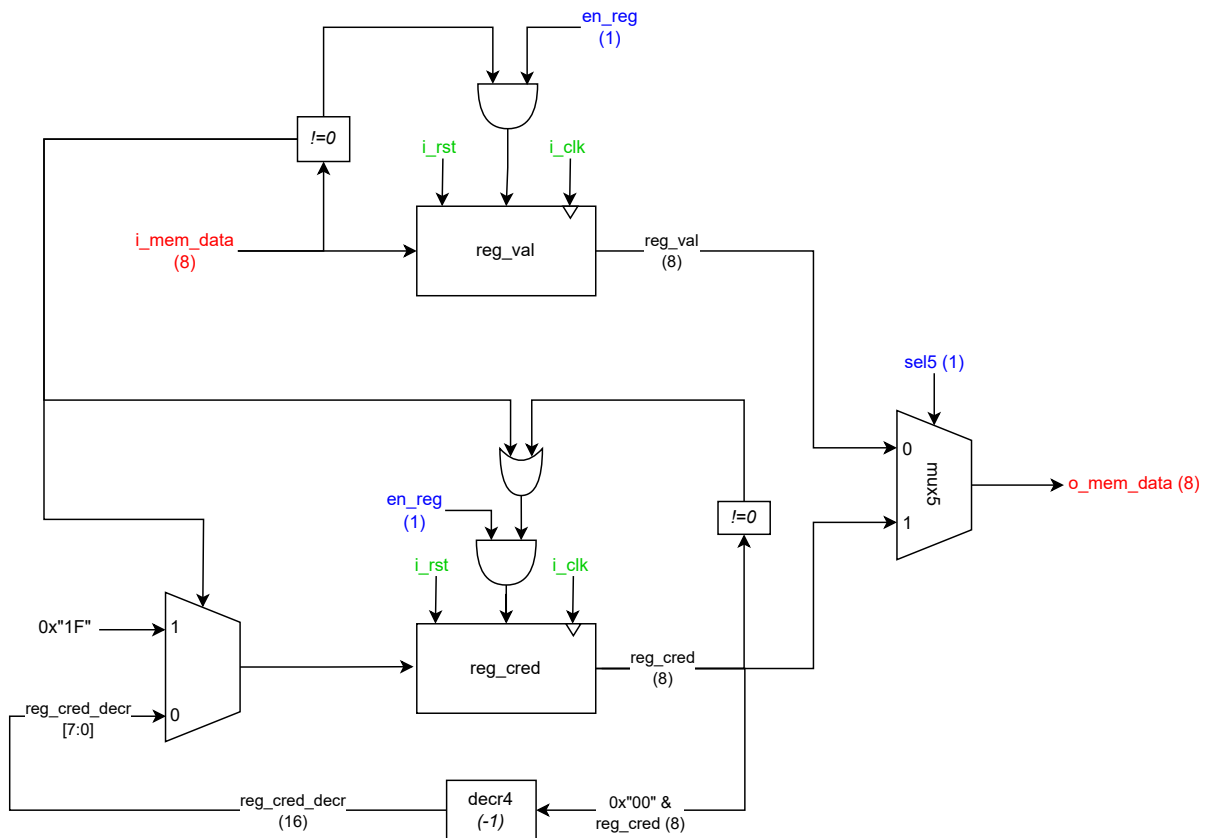 en_reg
(1)
!=0
i_rst
i_clk
i_mem_data
(8)
reg_val
reg_val
(8)
sel5 (1)
0
mux5
1
o_mem_data (8)
en_reg
(1)
!=0
i_rst
i_clk
0x"1F"
1
reg_cred
reg_cred
(8)
reg_cred_decr
[7:0]
0
reg_cred_decr
(16)
decr4
(-1)
0x"00" &
reg_cred (8)